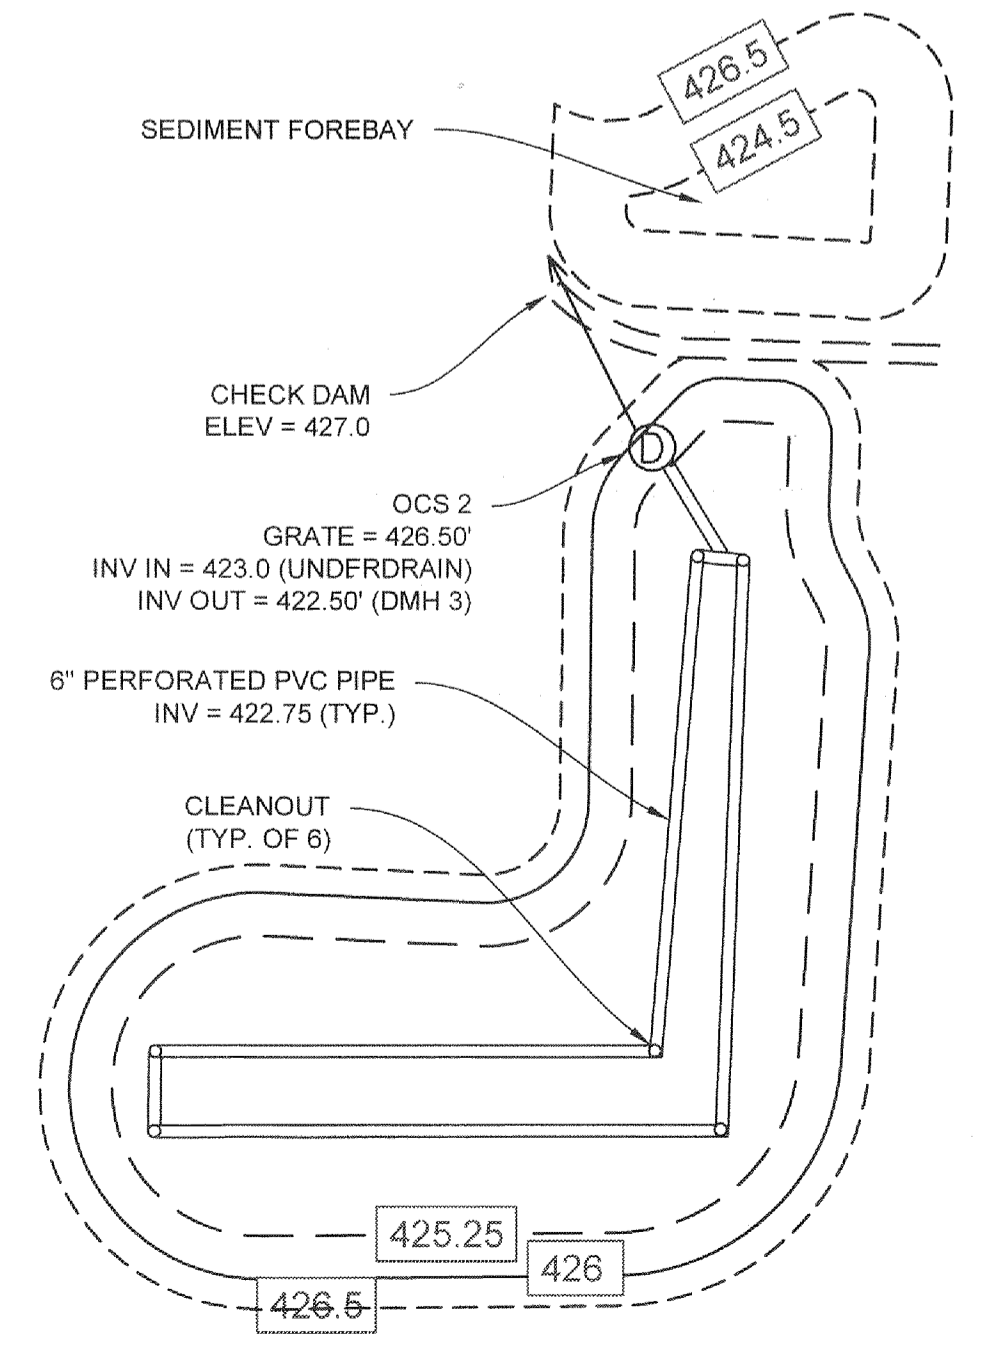 426.5
424.5
SEDIMENT FOREBAY
CHECK DAM
ELEV = 427.0
D
OCS 2
GRATE = 426.50'
INV IN = 423.0 (UNDERDRAIN)
INV OUT = 422.50' (DMH 3)
6" PERFORATED PVC PIPE
INV = 422.75 (TYP.)
CLEANOUT
(TYP. OF 6)
425.25
426
426.5